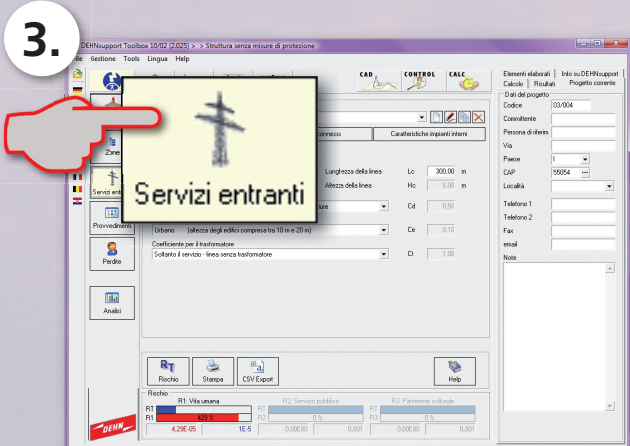 3.
DEHNsupport Toolbox 10/02 (2.025) > > Struttura senza misure di protezione
Gestione Tools Lingua Help
CAD CONTROL CALC
Elementi elaborati Info su DEHNsupport
Calcolo Risultati Progetto corrente
Dati del progetto
Codice 03/004
Committente
Persona di riferim.
Via
Paese I
CAP 55054 ...
Località
Telefono 1
Telefono 2
Fax
email
Note
Zone
Servizi entranti
Caratteristiche impianti interni
Lunghezza della linea Lc 300,00 m
Altezza della linea Hc 6,00 m
Cd 0,50
Urbano (altezza degli edifici compresa tra 10 m e 20 m) Ce 0,10
Coefficiente per il trasformatore
Soltanto il servizio - linea senza trasformatore Ct 1,00
Provvedimenti
Perdite
Analisi
RT
Rischio Stampa CSV Export Help
Rischio
R1: Vita umana R2: Servizio pubblico R3: Patrimonio culturale
RT RT RT
R1 429 % R2 0 % R3 0 %
4,29E-05 1E-5 0,00E00 0,001 0,00E00 0,001
DEHN